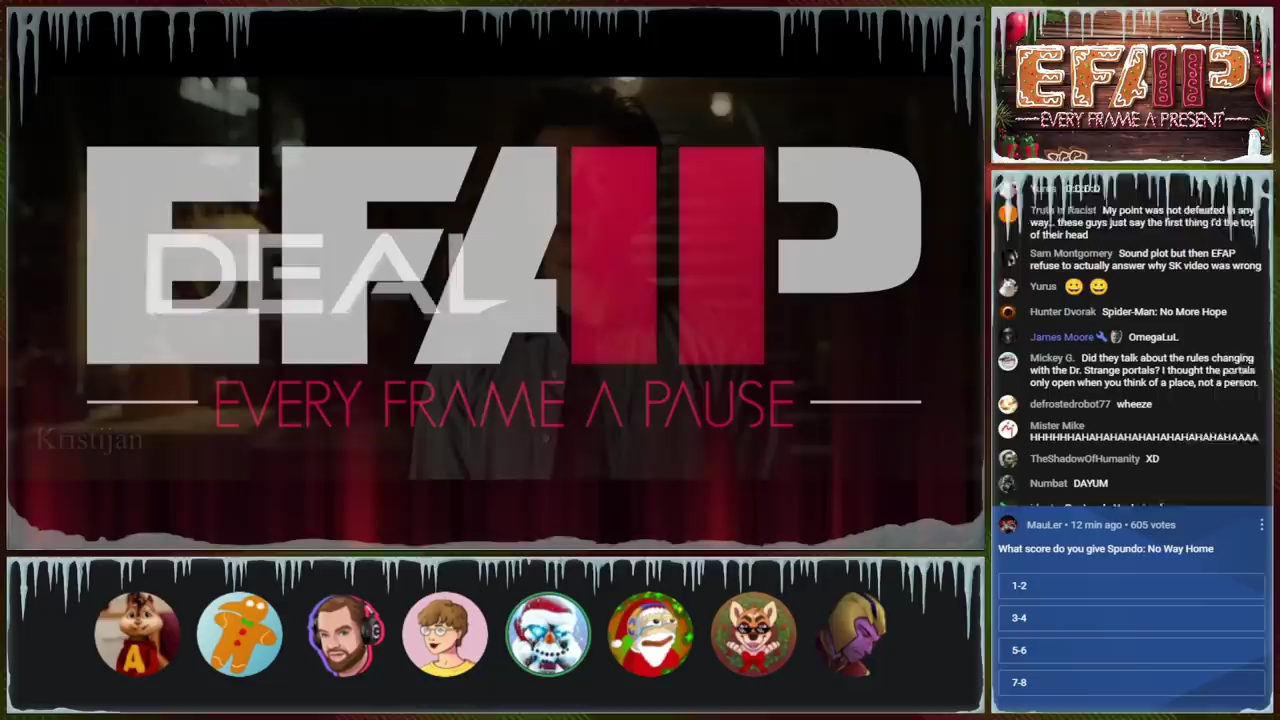 EFAP
DEAL
EVERY FRAME A PAUSE
Kristijan
EFAP
EVERY FRAME A PRESENT
Yurus :D:D:D:D
Truth Is Racist My point was not defeated in any
way... these guys just say the first thing I'd the top
of their head
Sam Montgomery Sound plot but then EFAP
refuse to actually answer why SK video was wrong
Yurus 😀 😀
Hunter Dvorak Spider-Man: No More Hope
James Moore OmegaLuL
Mickey G. Did they talk about the rules changing
with the Dr. Strange portals? I thought the portals
only open when you think of a place, not a person.
defrostedrobot77 wheeze
Mister Mike
HHHHHHAHAHAHAHAHAHAHAHAHAHAHAAAA
TheShadowOfHumanity XD
Numbat DAYUM
MauLer • 12 min ago • 605 votes
What score do you give Spundo: No Way Home
1-2
3-4
5-6
7-8